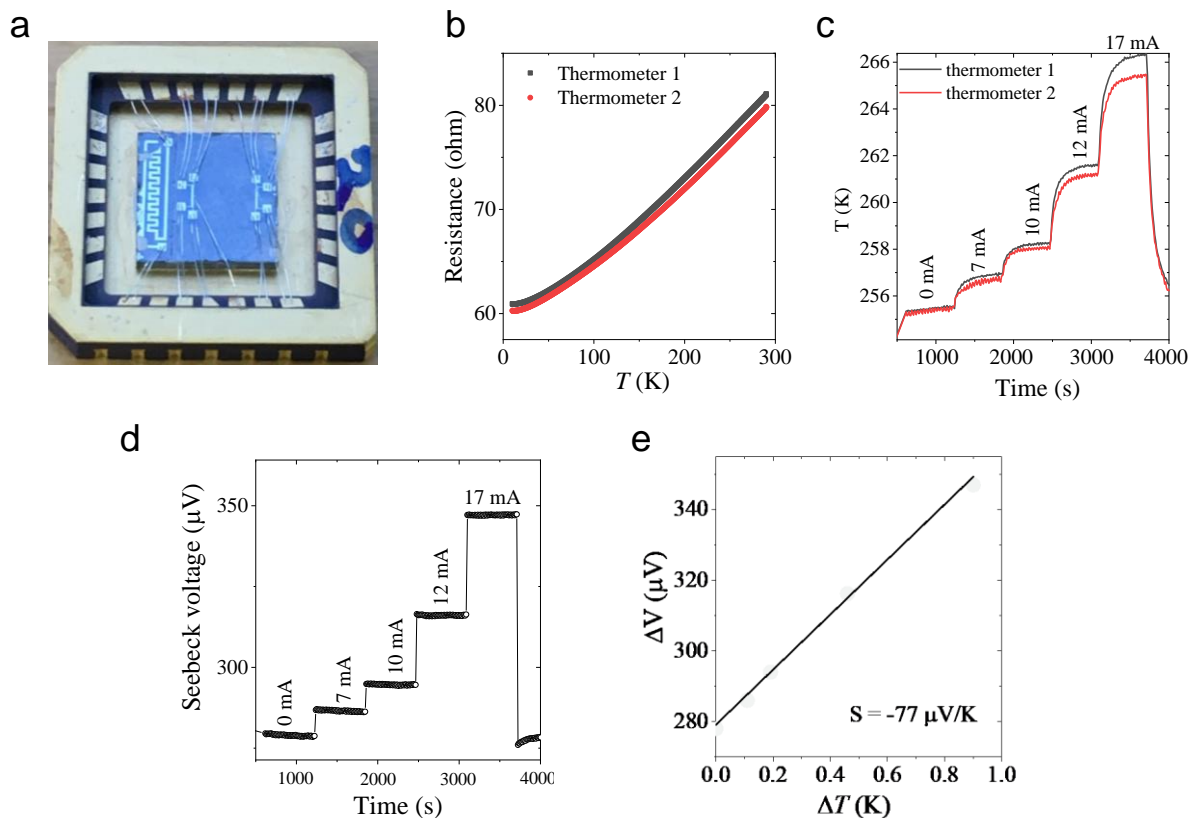 a
b
Thermometer 1
Thermometer 2
80
70
60
Resistance (ohm)
0
100
200
300
T (K)
c
17 mA
thermometer 1
thermometer 2
12 mA
10 mA
7 mA
0 mA
266
264
261
258
256
T (K)
1000
2000
3000
4000
Time (s)
d
17 mA
12 mA
10 mA
7 mA
0 mA
350
300
Seebeck voltage (μV)
1000
2000
3000
4000
Time (s)
e
340
320
300
280
ΔV (μV)
S = -77 μV/K
0.0
0.2
0.4
0.6
0.8
1.0
ΔT (K)